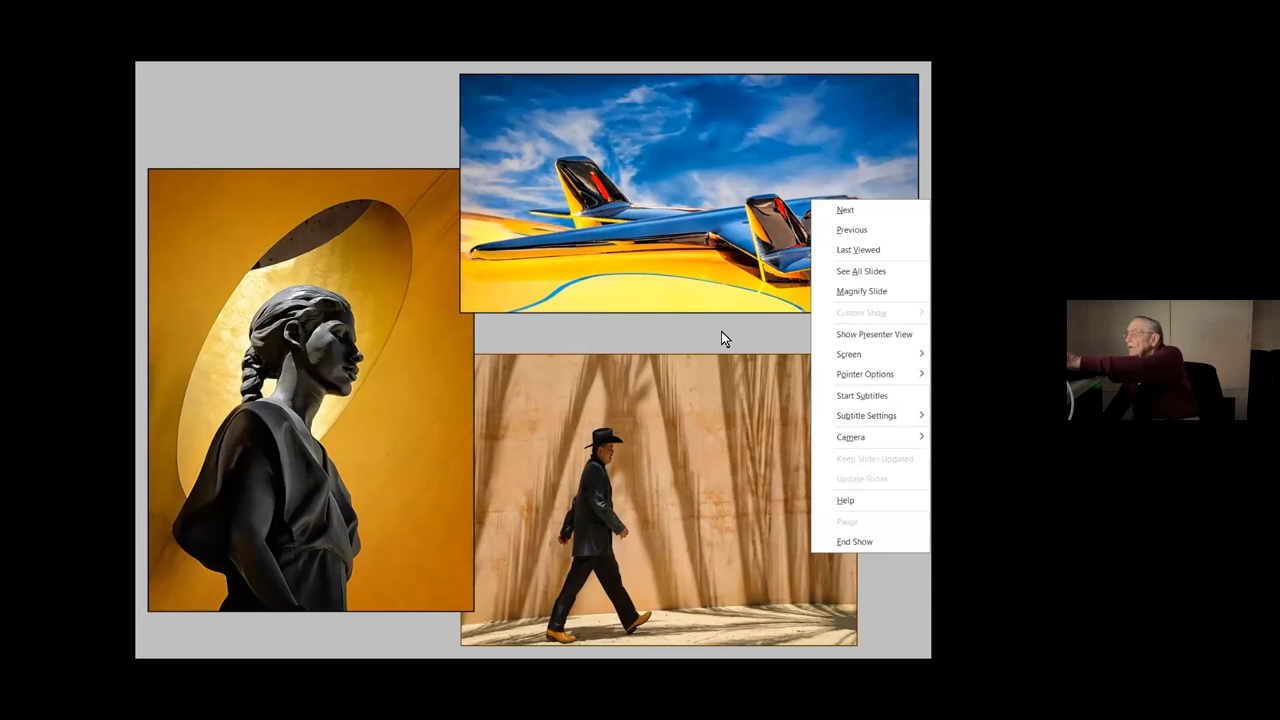 Next
Previous
Last Viewed
See All Slides
Magnify Slide
Custom Show
Show Presenter View
Screen
Pointer Options
Start Subtitles
Subtitle Settings
Camera
Keep Slides Updated
Update Slides
Help
Pause
End Show